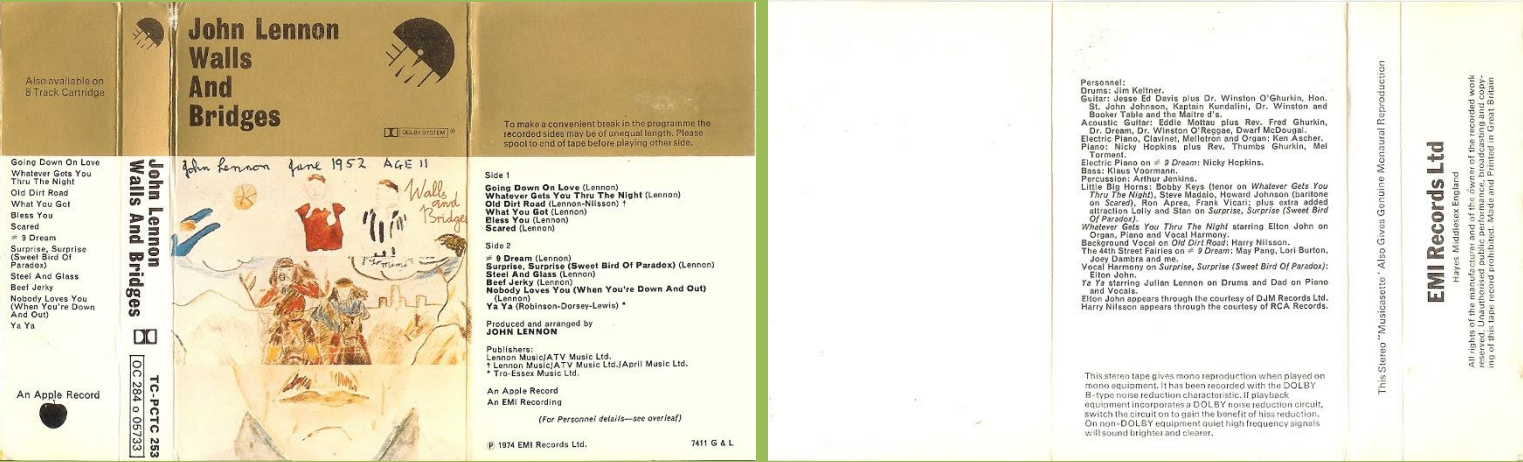 Also available on
8 Track Cartridge
Going Down On Love
Whatever Gets You
Thru The Night
Old Dirt Road
What You Got
Bless You
Scared
# 9 Dream
Surprise, Surprise
(Sweet Bird Of
Paradox)
Steel And Glass
Beef Jerky
Nobody Loves You
(When You're Down
And Out)
Ya Ya
An Apple Record
John Lennon
Walls And Bridges
TC-PCTC 253
OC 284 o 05733
John Lennon
Walls
And
Bridges
DOLBY SYSTEM ®
John Lennon June 1952 AGE 11
Walls
and
Bridges
To make a convenient break in the programme the
recorded sides may be of unequal length. Please
spool to end of tape before playing other side.
Side 1
Going Down On Love (Lennon)
Whatever Gets You Thru The Night (Lennon)
Old Dirt Road (Lennon-Nilsson) †
What You Got (Lennon)
Bless You (Lennon)
Scared (Lennon)
Side 2
# 9 Dream (Lennon)
Surprise, Surprise (Sweet Bird Of Paradox) (Lennon)
Steel And Glass (Lennon)
Beef Jerky (Lennon)
Nobody Loves You (When You're Down And Out)
(Lennon)
Ya Ya (Robinson-Dorsey-Lewis) *
Produced and arranged by
JOHN LENNON
Publishers:
Lennon Music/ATV Music Ltd.
† Lennon Music/ATV Music Ltd./April Music Ltd.
* Tro-Essex Music Ltd.
An Apple Record
An EMI Recording
(For Personnel details—see overleaf)
℗ 1974 EMI Records Ltd.
7411 G & L
Personnel:
Drums: Jim Keltner.
Guitar: Jesse Ed Davis plus Dr. Winston O'Ghurkin, Hon.
St. John Johnson, Kaptain Kundalini, Dr. Winston and
Booker Table and the Maitre d's.
Acoustic Guitar: Eddie Mottau plus Rev. Fred Ghurkin,
Dr. Dream, Dr. Winston O'Reggae, Dwarf McDougal.
Electric Piano, Clavinet, Mellotron and Organ: Ken Ascher.
Piano: Nicky Hopkins plus Rev. Thumbs Ghurkin, Mel
Torment.
Electric Piano on # 9 Dream: Nicky Hopkins.
Bass: Klaus Voormann.
Percussion: Arthur Jenkins.
Little Big Horns: Bobby Keys (tenor on Whatever Gets You
Thru The Night), Steve Madaio, Howard Johnson (baritone
on Scared), Ron Aprea, Frank Vicari; plus extra added
attraction Lolly and Stan on Surprise, Surprise (Sweet Bird
Of Paradox).
Whatever Gets You Thru The Night starring Elton John on
Organ, Piano and Vocal Harmony.
Background Vocal on Old Dirt Road: Harry Nilsson.
The 44th Street Fairies on # 9 Dream: May Pang, Lori Burton,
Joey Dambra and me.
Vocal Harmony on Surprise, Surprise (Sweet Bird Of Paradox):
Elton John.
Ya Ya starring Julian Lennon on Drums and Dad on Piano
and Vocals.
Elton John appears through the courtesy of DJM Records Ltd.
Harry Nilsson appears through the courtesy of RCA Records.
This stereo tape gives mono reproduction when played on
mono equipment. It has been recorded with the DOLBY
B-type noise reduction characteristic. If playback
equipment incorporates a DOLBY noise reduction circuit,
switch the circuit on to gain the benefit of hiss reduction.
On non-DOLBY equipment quiet high frequency signals
will sound brighter and clearer.
This Stereo "Musicasette" Also Gives Genuine Monaural Reproduction
EMI Records Ltd
Hayes Middlesex England
All rights of the manufacturer and of the owner of the recorded work
reserved. Unauthorised public performance, broadcasting and copy-
ing of this tape record prohibited. Made and Printed in Great Britain